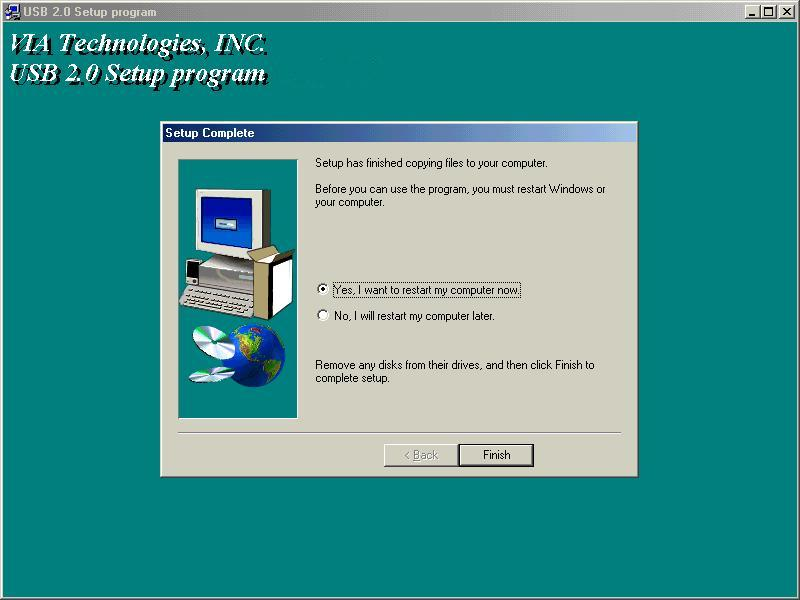 USB 2.0 Setup program
VIA Technologies, INC.
USB 2.0 Setup program
Setup Complete
Setup has finished copying files to your computer.
Before you can use the program, you must restart Windows or
your computer.
Yes, I want to restart my computer now.
No, I will restart my computer later.
Remove any disks from their drives, and then click Finish to
complete setup.
< Back
Finish